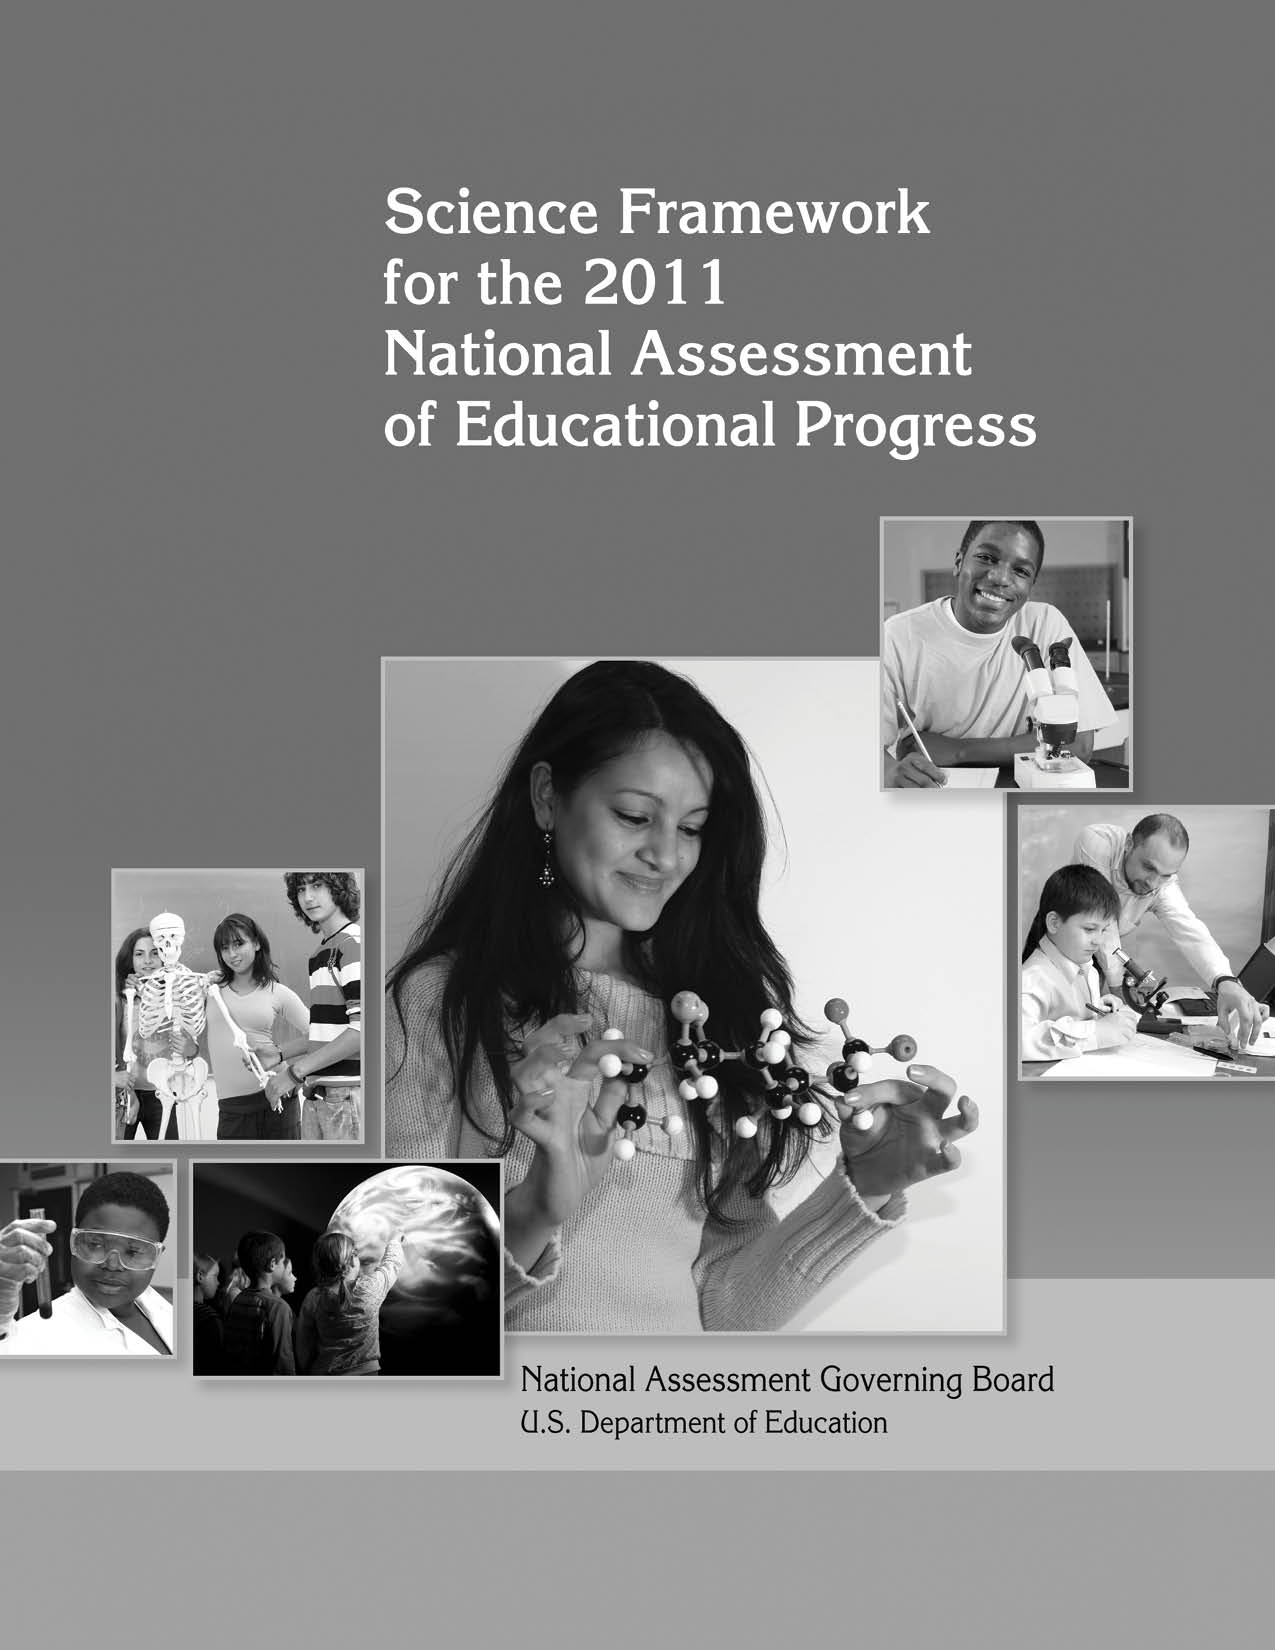 Science Framework
for the 2011
National Assessment
of Educational Progress
National Assessment Governing Board
U.S. Department of Education